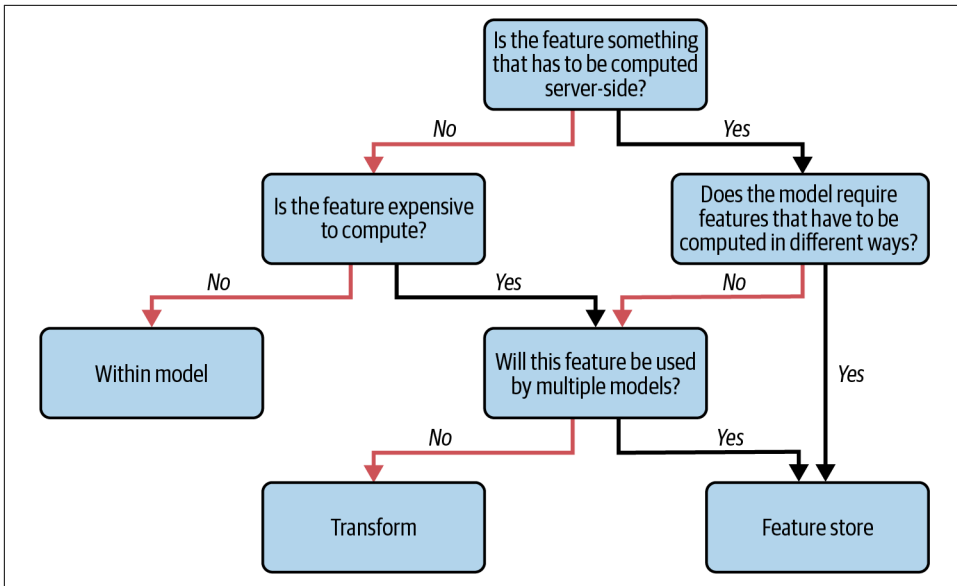 Is the feature something
that has to be computed
server-side?
No
Yes
Is the feature expensive
to compute?
Does the model require
features that have to be
computed in different ways?
No
Yes
No
Within model
Will this feature be used
by multiple models?
Yes
No
Yes
Transform
Feature store